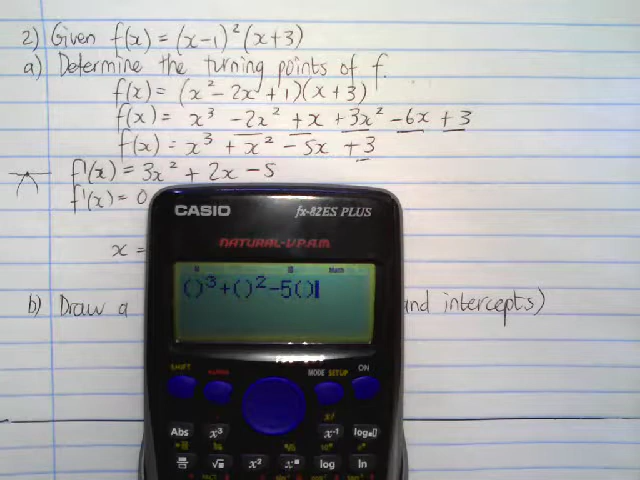 2) Given f(x) = (x-1)²(x+3)
a) Determine the turning points of f.
f(x) = (x² - 2x + 1)(x + 3)
f(x) = x³ - 2x² + x + 3x² - 6x + 3
f(x) = x³ + x² - 5x + 3
f'(x) = 3x² + 2x - 5
f'(x) = 0
x =
b) Draw a and intercepts)
CASIO fx-82ES PLUS
NATURAL-V.P.A.M.
Math
()³+()²-5()
SHIFT ALPHA MODE SETUP ON
x!
Abs x³ x⁻¹ log
x² log ln